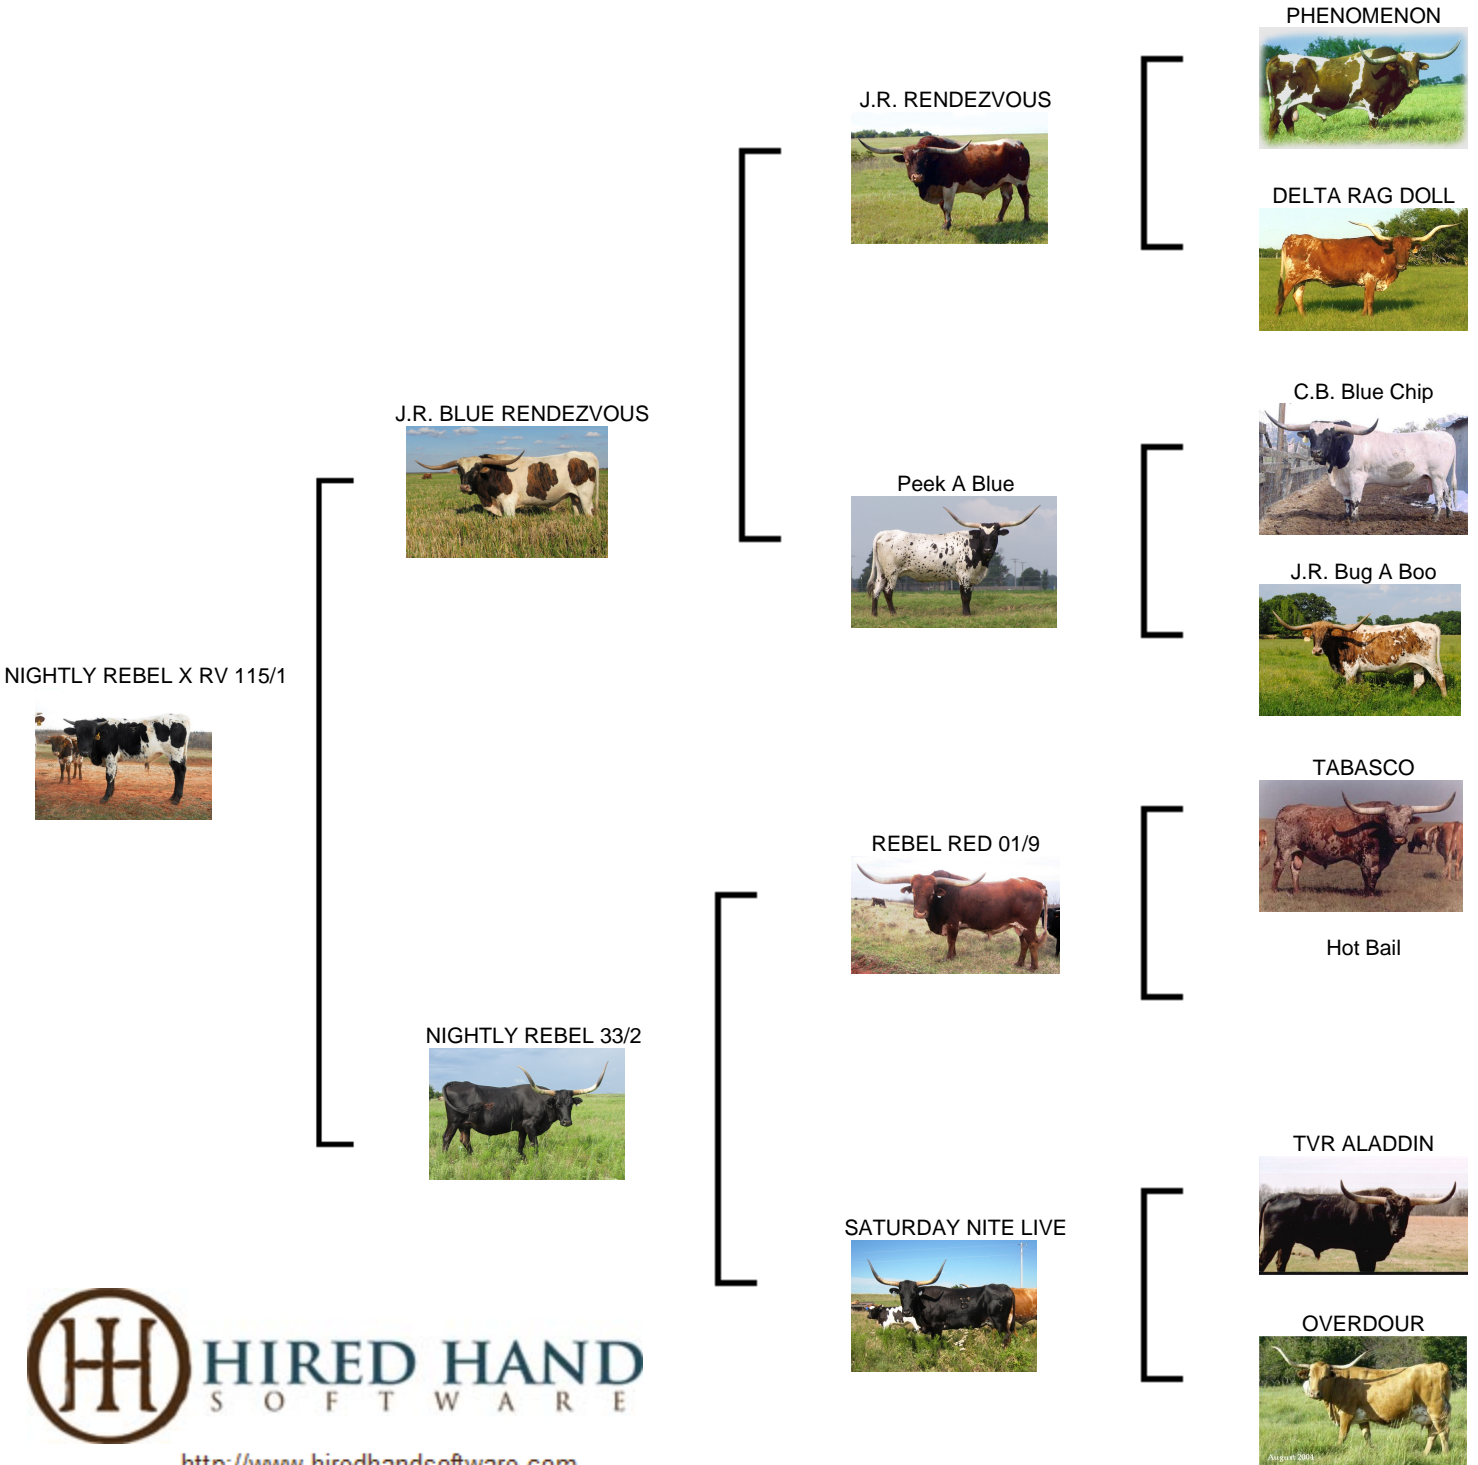 PHENOMENON
J.R. RENDEZVOUS
DELTA RAG DOLL
C.B. Blue Chip
J.R. BLUE RENDEZVOUS
Peek A Blue
J.R. Bug A Boo
NIGHTLY REBEL X RV 115/1
TABASCO
REBEL RED 01/9
Hot Bail
NIGHTLY REBEL 33/2
TVR ALADDIN
SATURDAY NITE LIVE
OVERDOUR
HIRED HAND
SOFTWARE
http://www.hiredhandsoftware.com
August 2004